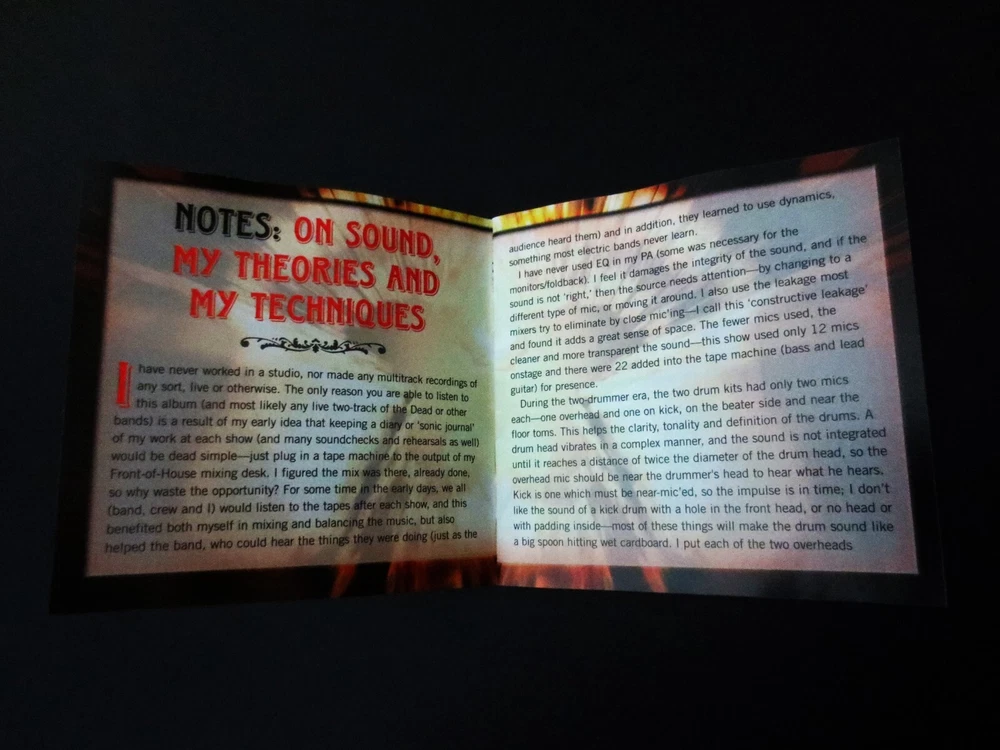 NOTES: ON SOUND,
MY THEORIES AND
MY TECHNIQUES
I have never worked in a studio, nor made any multitrack recordings of
any sort, live or otherwise. The only reason you are able to listen to
this album (and most likely any live two-track of the Dead or other
bands) is a result of my early idea that keeping a diary or 'sonic journal'
of my work at each show (and many soundchecks and rehearsals as well)
would be dead simple—just plug in a tape machine to the output of my
Front-of-House mixing desk. I figured the mix was there, already done,
so why waste the opportunity? For some time in the early days, we all
(band, crew and I) would listen to the tapes after each show, and this
benefited both myself in mixing and balancing the music, but also
helped the band, who could hear the things they were doing (just as the
audience heard them) and in addition, they learned to use dynamics,
something most electric bands never learn.
I have never used EQ in my PA (some was necessary for the
monitors/foldback). I feel it damages the integrity of the sound, and if the
sound is not 'right,' then the source needs attention—by changing to a
different type of mic, or moving it around. I also use the leakage most
mixers try to eliminate by close mic'ing—I call this 'constructive leakage'
and found it adds a great sense of space. The fewer mics used, the
cleaner and more transparent the sound—this show used only 12 mics
onstage and there were 22 added into the tape machine (bass and lead
guitar) for presence.
During the two-drummer era, the two drum kits had only two mics
each—one overhead and one on kick, on the beater side and near the
floor toms. This helps the clarity, tonality and definition of the drums. A
drum head vibrates in a complex manner, and the sound is not integrated
until it reaches a distance of twice the diameter of the drum head, so the
overhead mic should be near the drummer's head to hear what he hears.
Kick is one which must be near-mic'ed, so the impulse is in time; I don't
like the sound of a kick drum with a hole in the front head, or no head or
with padding inside—most of these things will make the drum sound like
a big spoon hitting wet cardboard. I put each of the two overheads